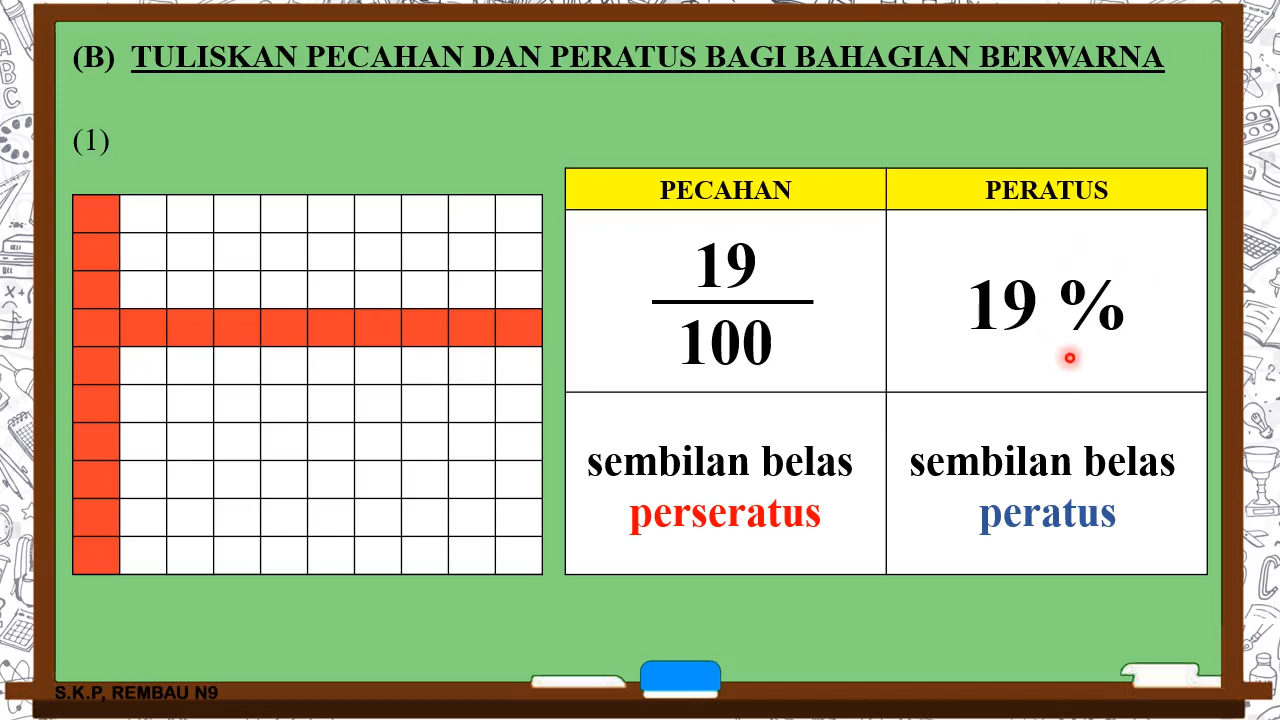 (B) TULISKAN PECAHAN DAN PERATUS BAGI BAHAGIAN BERWARNA
(1)
PECAHAN PERATUS
19
100
19 %
sembilan belas
perseratus
sembilan belas
peratus
S.K.P, REMBAU N9